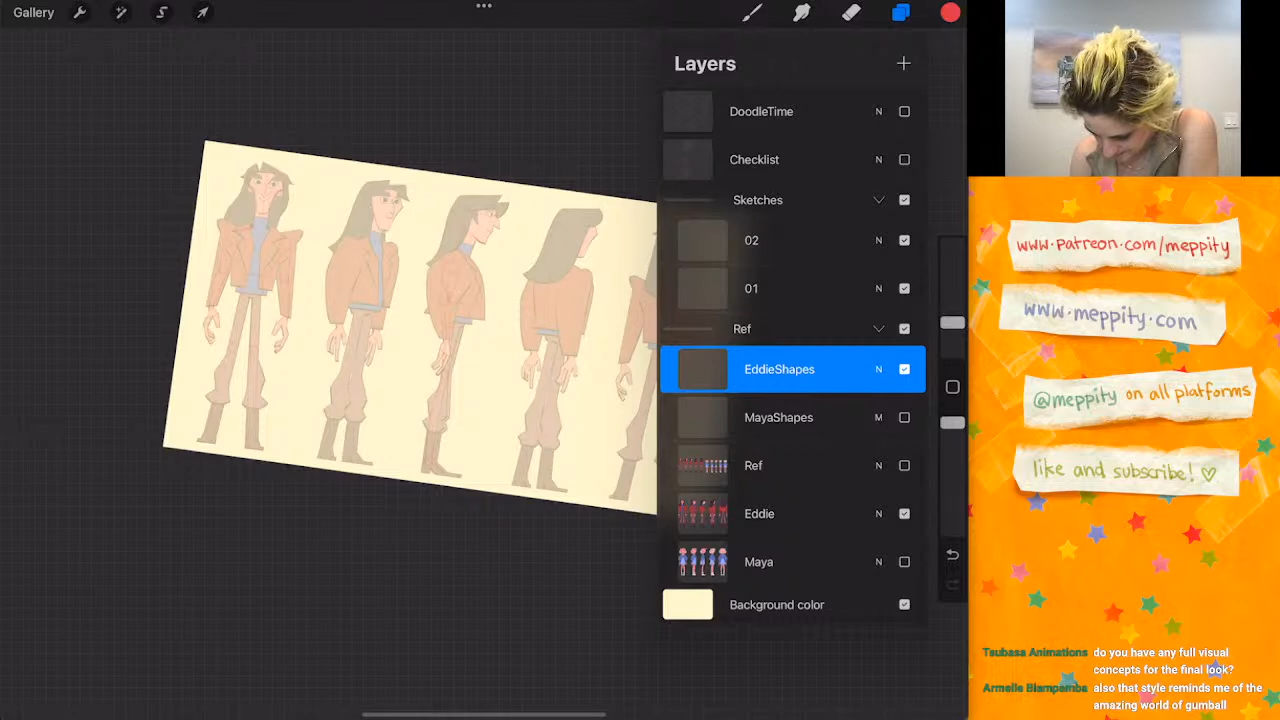 Gallery
Layers
DoodleTime N
Checklist N
Sketches
02 N
01 N
Ref
EddieShapes N
MayaShapes M
Ref N
Eddie N
Maya N
Background color
www.patreon.com/meppity
www.meppity.com
@meppity on all platforms
like and subscribe! ♡
Tsubasa Animations do you have any full visual
concepts for the final look?
Armelle Biampamba also that style reminds me of the
amazing world of gumball